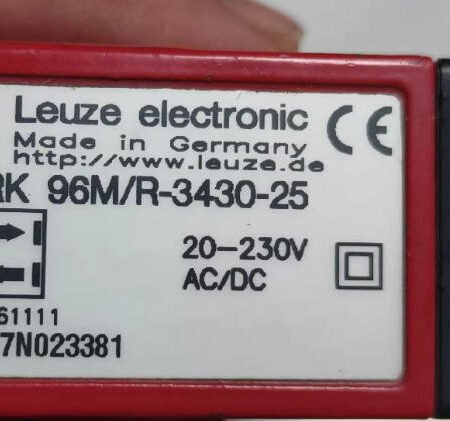 Leuze electronic CE
Made in Germany
http://www.leuze.de
RK 96M/R-3430-25
20-230V
AC/DC
61111
7N023381